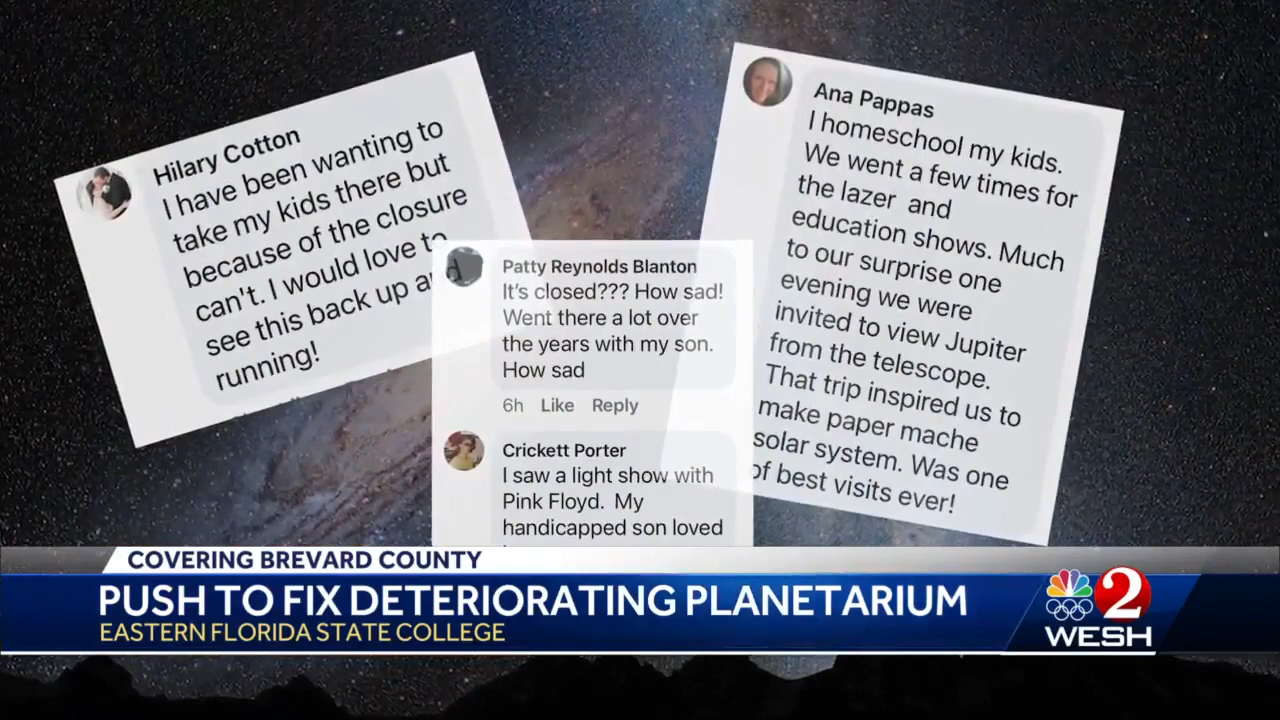 Hilary Cotton
I have been wanting to
take my kids there but
because of the closure
can't. I would love to
see this back up
running!
Patty Reynolds Blanton
It's closed??? How sad!
Went there a lot over
the years with my son.
How sad
6h Like Reply
Crickett Porter
I saw a light show with
Pink Floyd. My
handicapped son loved
Ana Pappas
I homeschool my kids.
We went a few times for
the lazer and
education shows. Much
to our surprise one
evening we were
invited to view Jupiter
from the telescope.
That trip inspired us to
make paper mache
solar system. Was one
of best visits ever!
COVERING BREVARD COUNTY
PUSH TO FIX DETERIORATING PLANETARIUM
EASTERN FLORIDA STATE COLLEGE
2
WESH